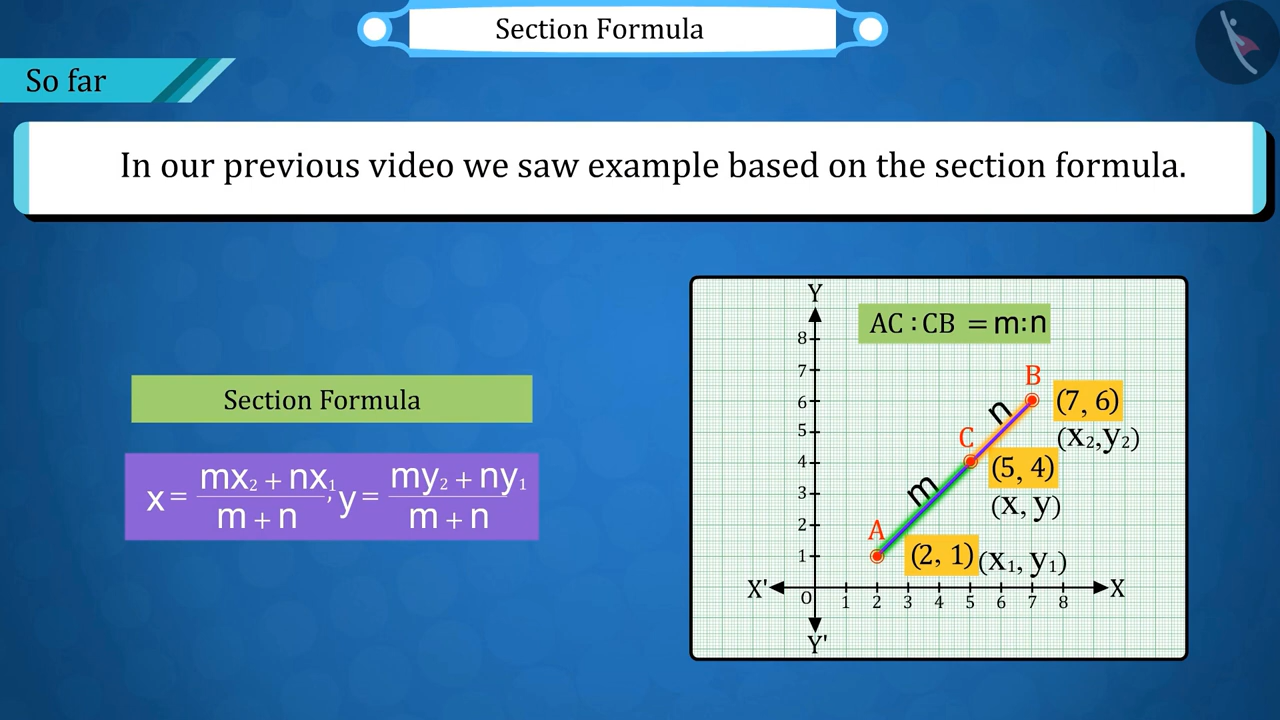 Section Formula
So far
In our previous video we saw example based on the section formula.
Section Formula
x = mx₂ + nx₁ / m + n , y = my₂ + ny₁ / m + n
Y
AC : CB = m:n
8
7
6
5
4
3
2
1
B
(7, 6)
(x₂,y₂)
n
C
(5, 4)
(x, y)
m
A
(2, 1) (x₁, y₁)
X' O 1 2 3 4 5 6 7 8 X
Y'